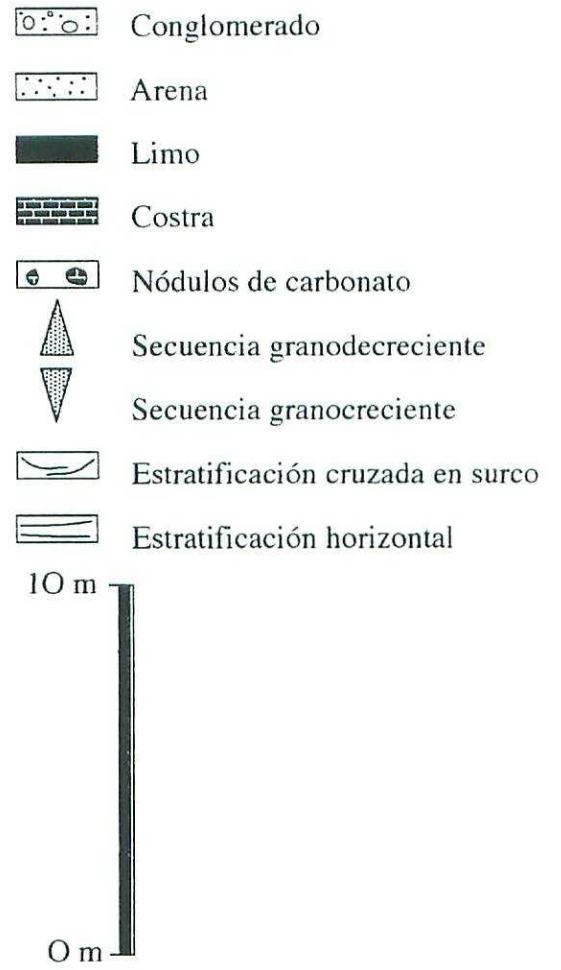 Conglomerado
Arena
Limo
Costra
Nódulos de carbonato
Secuencia granodecreciente
Secuencia granocreciente
Estratificación cruzada en surco
Estratificación horizontal
10 m
0 m